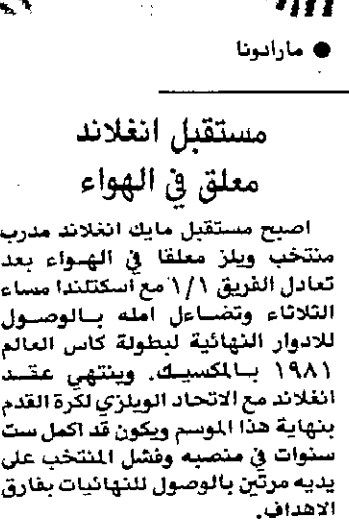 ● مارادونا
مستقبل انغلاند
معلق في الهواء
اصبح مستقبل مايك انغلاند مدرب
منتخب ويلز معلقا في الهواء بعد
تعادل الفريق ١/١ مع اسكتلندا مساء
الثلاثاء وتضاءل امله بالوصول
للادوار النهائية لبطولة كاس العالم
١٩٨٦ بالمكسيك. وينتهي عقد
انغلاند مع الاتحاد الويلزي لكرة القدم
بنهاية هذا الموسم ويكون قد اكمل ست
سنوات في منصبه وفشل المنتخب على
يديه مرتين بالوصول للنهائيات بفارق
الاهداف.